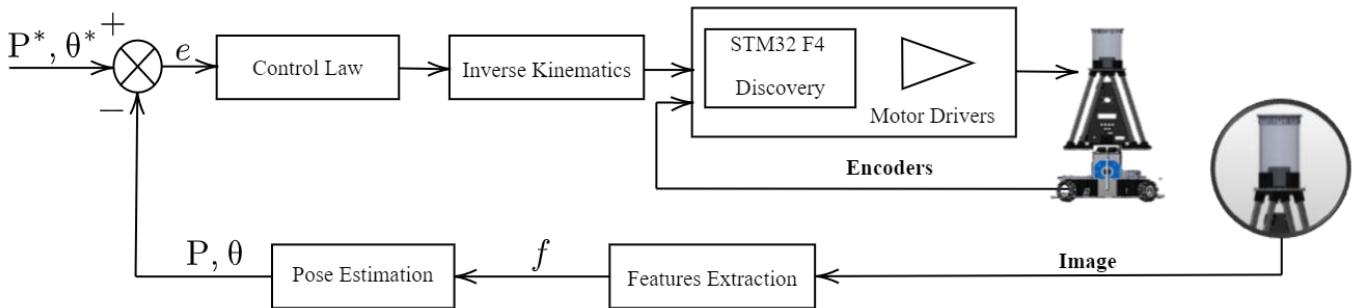 P*, θ*
+
−
e
Control Law
Inverse Kinematics
STM32 F4
Discovery
Motor Drivers
Encoders
P, θ
Pose Estimation
f
Features Extraction
Image